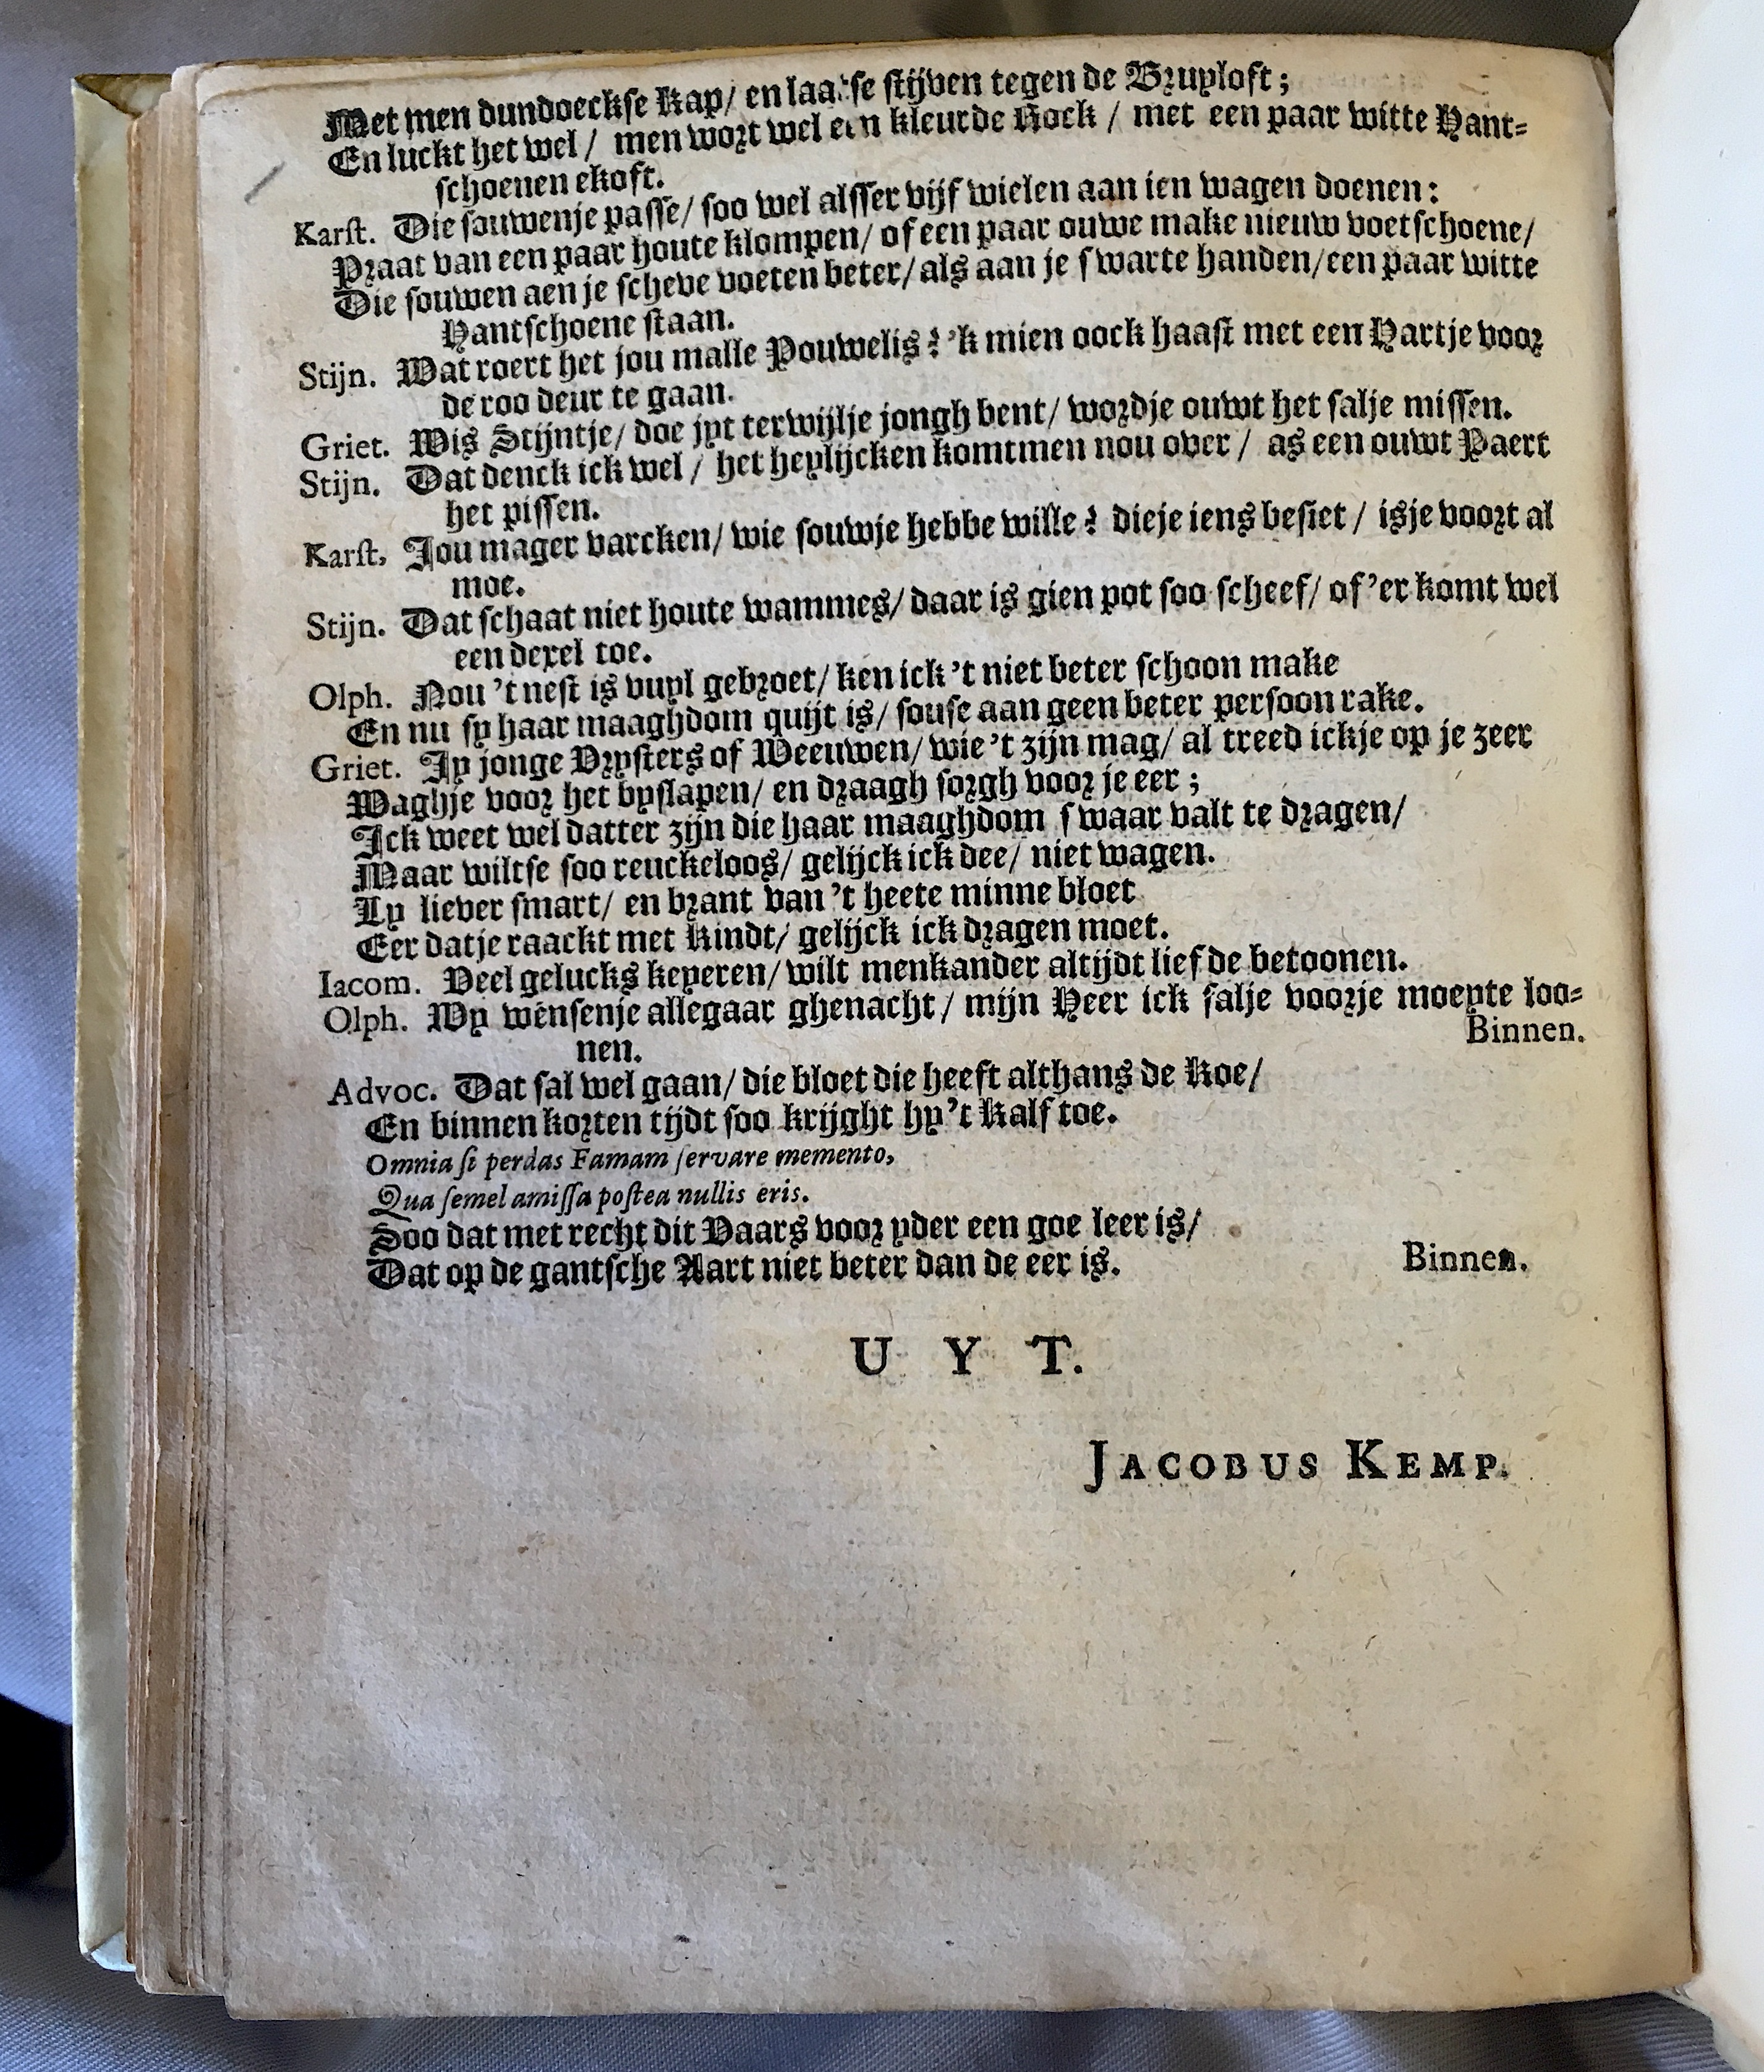 Met men dundoeckse Kap/ en laatse stijven tegen de Bruyloft;
En luckt het wel/ men wort wel een kleurde Rock/ met een paar witte Hant-
schoenen ekoft.
Karst. Die souwenje passe/ soo wel alsser vijf wielen aan ien wagen doenen:
Praat van een paar houte klompen/ of een paar ouwe make nieuw voetschoene/
Die souwen aen je scheve voeten beter/ als aan je swarte handen/ een paar witte
Hantschoene staan.
Stijn. Wat roert het jou malle Pouwelis? 'k mien oock haast met een Hartje voor
de roo deur te gaan.
Griet. Wis Stijntje/ doe jyt terwijlje jongh bent/ wordje ouwt het salje missen.
Stijn. Dat denck ick wel/ het heylijcken komtmen nou over/ as een ouwt Paert
het pissen.
Karst, Jou mager varcken/ wie souwje hebbe wille? dieje iens besiet/ isje voort al
moe.
Stijn. Dat schaat niet houte wammes/ daar is gien pot soo scheef/ of 'er komt wel
een dexel toe.
Olph. Nou 't nest is vuyl gebroet/ ken ick 't niet beter schoon make
En nu sy haar maaghdom quijt is/ souse aan geen beter persoon rake.
Griet. Jy jonge Vrysters of Weeuwen/ wie 't zijn mag/ al treed ickje op je zeer
Waghje voor het byslapen/ en draagh sorgh voor je eer;
Ick weet wel datter zijn die haar maaghdom swaar valt te dragen/
Maar wiltse soo reuckeloos/ gelijck ick dee/ niet wagen.
Ly liever smart/ en brant van 't heete minne bloet
Eer datje raackt met Kindt/ gelijck ick dragen moet.
Iacom. Veel gelucks keyeren/ wilt menkander altijdt liefde betoonen.
Olph. Wy wensenje allegaar ghenacht/ mijn Heer ick salje voorje moeyte loo-
nen. Binnen.
Advoc. Dat sal wel gaan/ die bloet die heeft althans de Koe/
En binnen korten tijdt soo krijght hy 't Kalf toe.
Omnia si perdas Famam servare memento,
Qua semel amissa postea nullis eris.
Soo dat met recht dit Vaars voor yder een goe leer is/
Dat op de gantsche Aart niet beter dan de eer is. Binnen.
UYT.
JACOBUS KEMP.